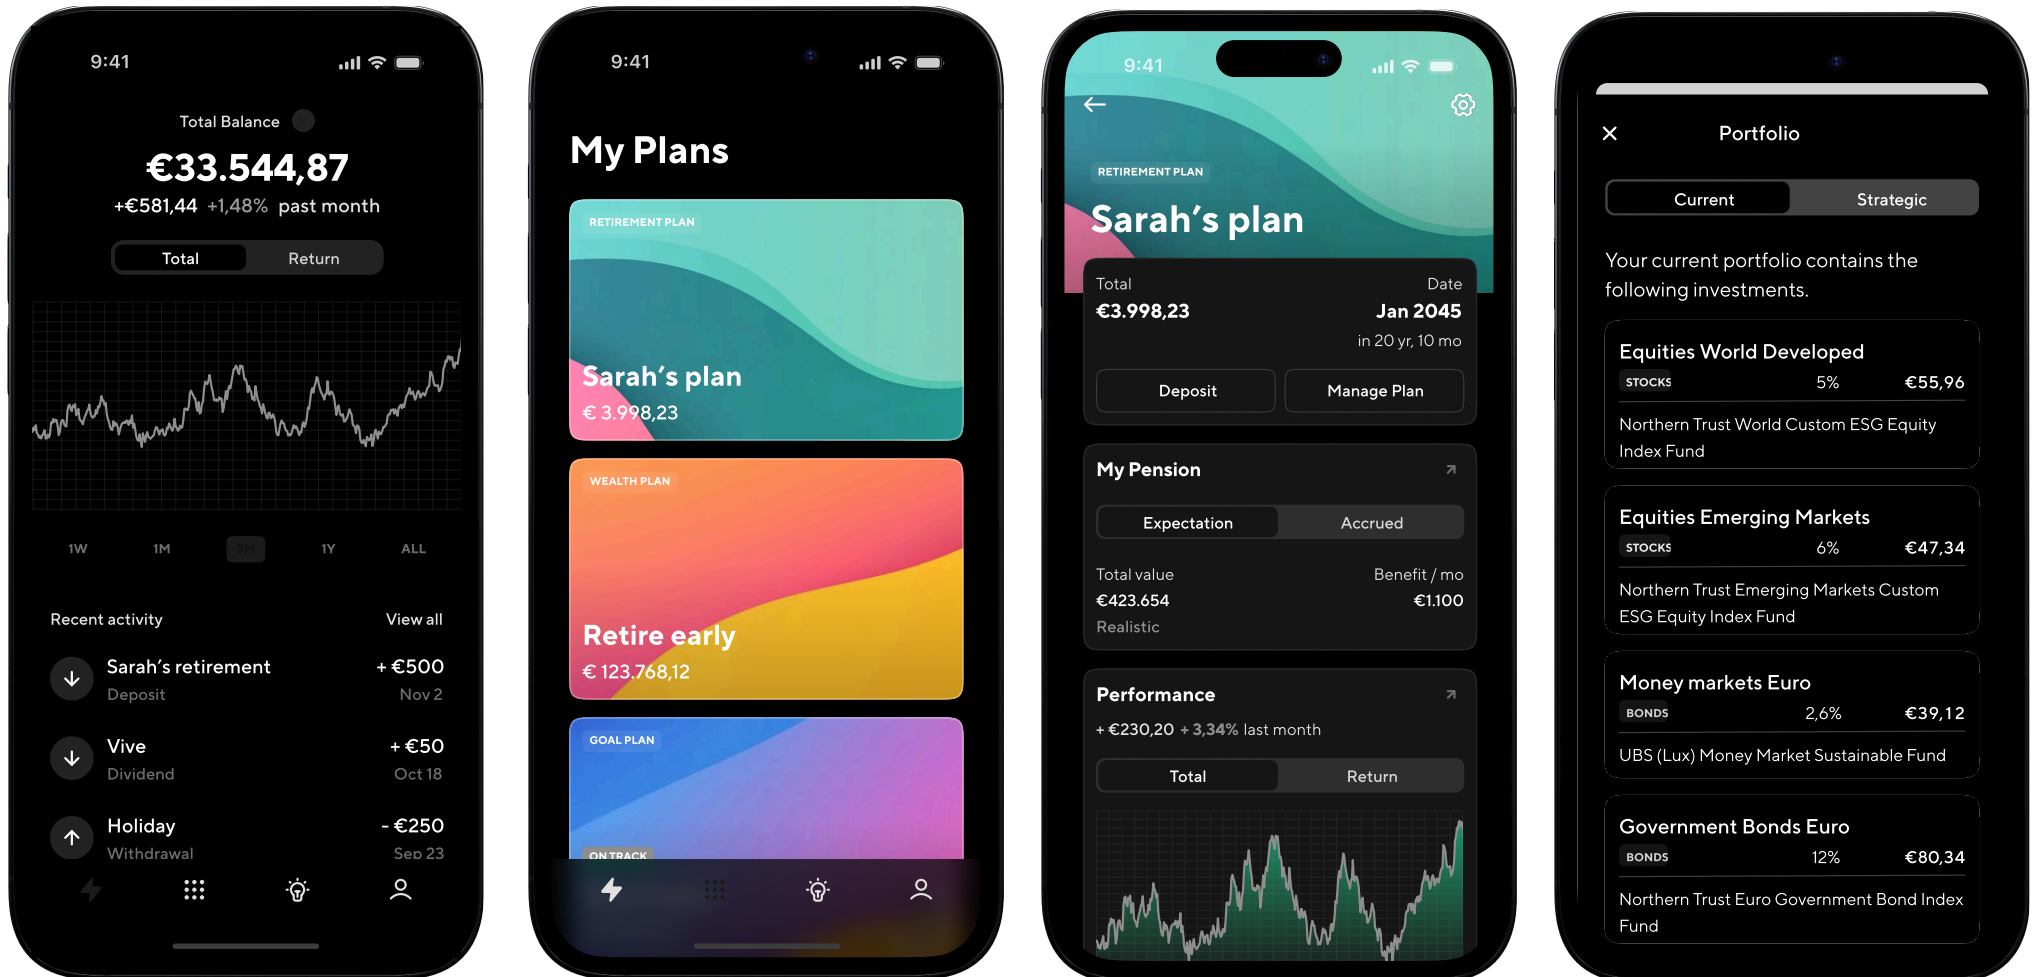 9:41
Total Balance
€33.544,87
+€581,44 +1,48% past month
Total Return
1W 1M 3M 1Y ALL
Recent activity View all
Sarah's retirement + €500
Deposit Nov 2
Vive + €50
Dividend Oct 18
Holiday - €250
Withdrawal Sep 23
9:41
My Plans
RETIREMENT PLAN
Sarah's plan
€ 3.998,23
WEALTH PLAN
Retire early
€ 123.768,12
GOAL PLAN
ON TRACK
9:41
RETIREMENT PLAN
Sarah's plan
Total Date
€3.998,23 Jan 2045
in 20 yr, 10 mo
Deposit Manage Plan
My Pension
Expectation Accrued
Total value Benefit / mo
€423.654 €1.100
Realistic
Performance
+ €230,20 + 3,34% last month
Total Return
Portfolio
Current Strategic
Your current portfolio contains the
following investments.
Equities World Developed
STOCKS 5% €55,96
Northern Trust World Custom ESG Equity
Index Fund
Equities Emerging Markets
STOCKS 6% €47,34
Northern Trust Emerging Markets Custom
ESG Equity Index Fund
Money markets Euro
BONDS 2,6% €39,12
UBS (Lux) Money Market Sustainable Fund
Government Bonds Euro
BONDS 12% €80,34
Northern Trust Euro Government Bond Index
Fund